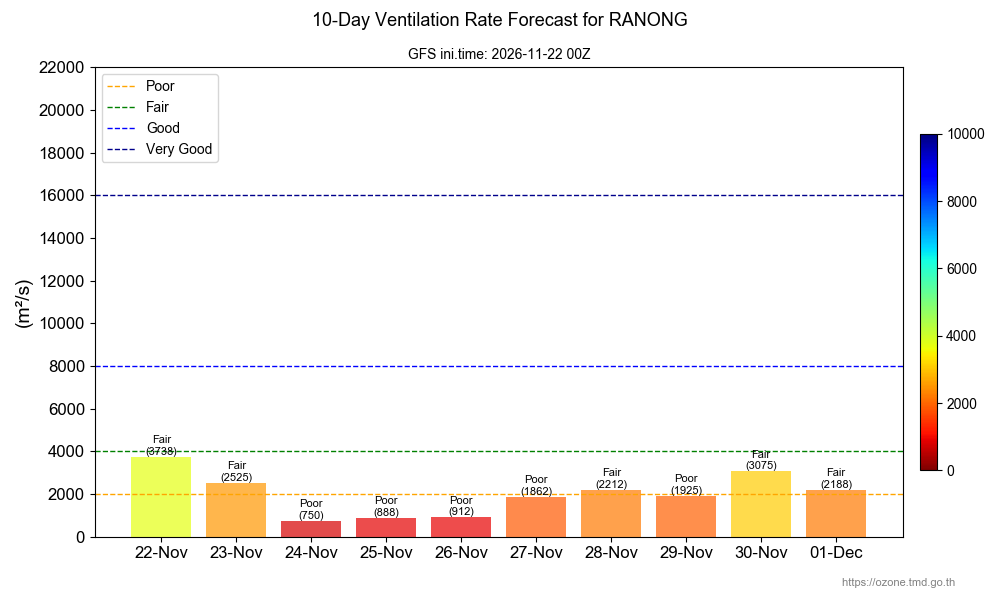 10-Day Ventilation Rate Forecast for RANONG
GFS ini.time: 2026-11-22 00Z
(m²/s)
22000
20000
18000
16000
14000
12000
10000
8000
6000
4000
2000
0
Poor
Fair
Good
Very Good
Fair
(3738)
Fair
(2525)
Poor
(750)
Poor
(888)
Poor
(912)
Poor
(1862)
Fair
(2212)
Poor
(1925)
Fair
(3075)
Fair
(2188)
22-Nov 23-Nov 24-Nov 25-Nov 26-Nov 27-Nov 28-Nov 29-Nov 30-Nov 01-Dec
10000
8000
6000
4000
2000
0
https://ozone.tmd.go.th